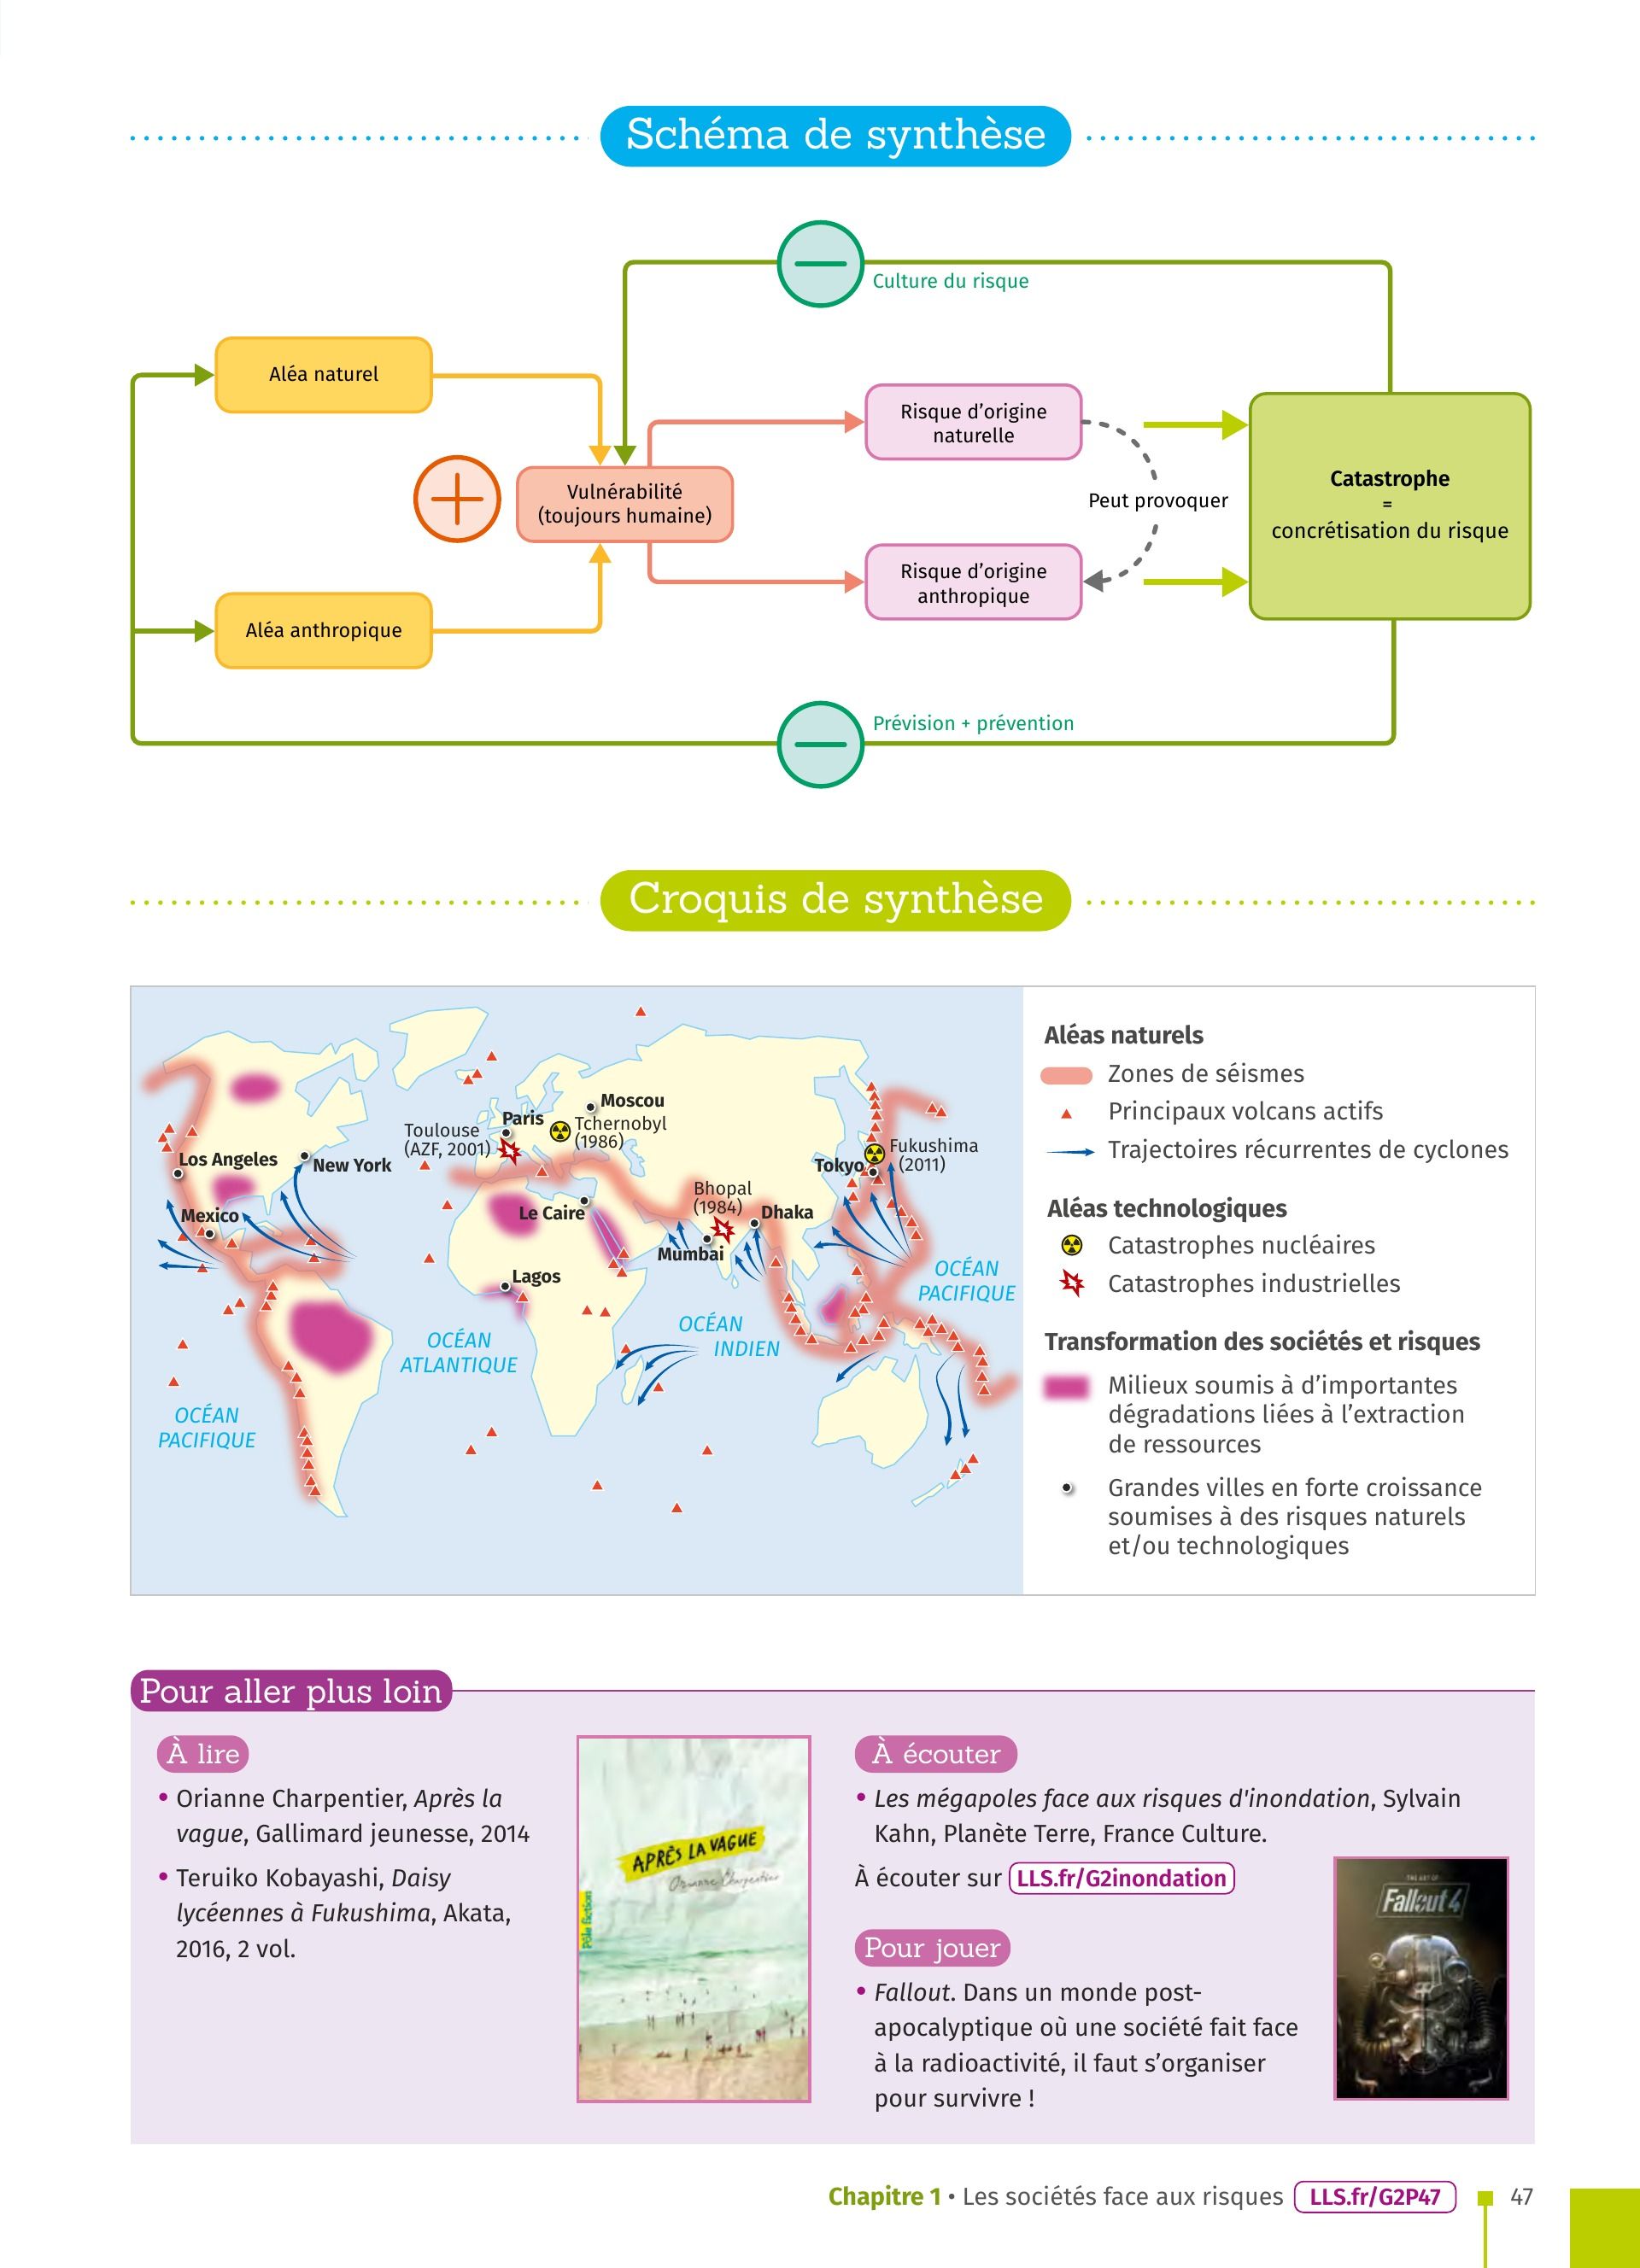 Schéma de synthèse
Culture du risque
Aléa naturel
Risque d’origine
naturelle
Vulnérabilité
(toujours humaine)
Peut provoquer
Catastrophe
=
concrétisation du risque
Risque d’origine
anthropique
Aléa anthropique
Prévision + prévention
Croquis de synthèse
Moscou
Paris
Tchernobyl
(1986)
Toulouse
(AZF, 2001)
Los Angeles
New York
Fukushima
(2011)
Tokyo
Bhopal
(1984)
Mexico
Le Caire
Dhaka
Mumbai
Lagos
OCÉAN
PACIFIQUE
OCÉAN
INDIEN
OCÉAN
ATLANTIQUE
OCÉAN
PACIFIQUE
Aléas naturels
Zones de séismes
Principaux volcans actifs
Trajectoires récurrentes de cyclones
Aléas technologiques
Catastrophes nucléaires
Catastrophes industrielles
Transformation des sociétés et risques
Milieux soumis à d’importantes
dégradations liées à l’extraction
de ressources
Grandes villes en forte croissance
soumises à des risques naturels
et/ou technologiques
Pour aller plus loin
À lire
• Orianne Charpentier, Après la
vague, Gallimard jeunesse, 2014
• Teruiko Kobayashi, Daisy
lycéennes à Fukushima, Akata,
2016, 2 vol.
APRÈS LA VAGUE
Orianne Charpentier
Pôle fiction
À écouter
• Les mégapoles face aux risques d'inondation, Sylvain
Kahn, Planète Terre, France Culture.
À écouter sur LLS.fr/G2inondation
Pour jouer
• Fallout. Dans un monde post-
apocalyptique où une société fait face
à la radioactivité, il faut s’organiser
pour survivre !
THE ART OF
Fallout 4
Chapitre 1 • Les sociétés face aux risques LLS.fr/G2P47 47